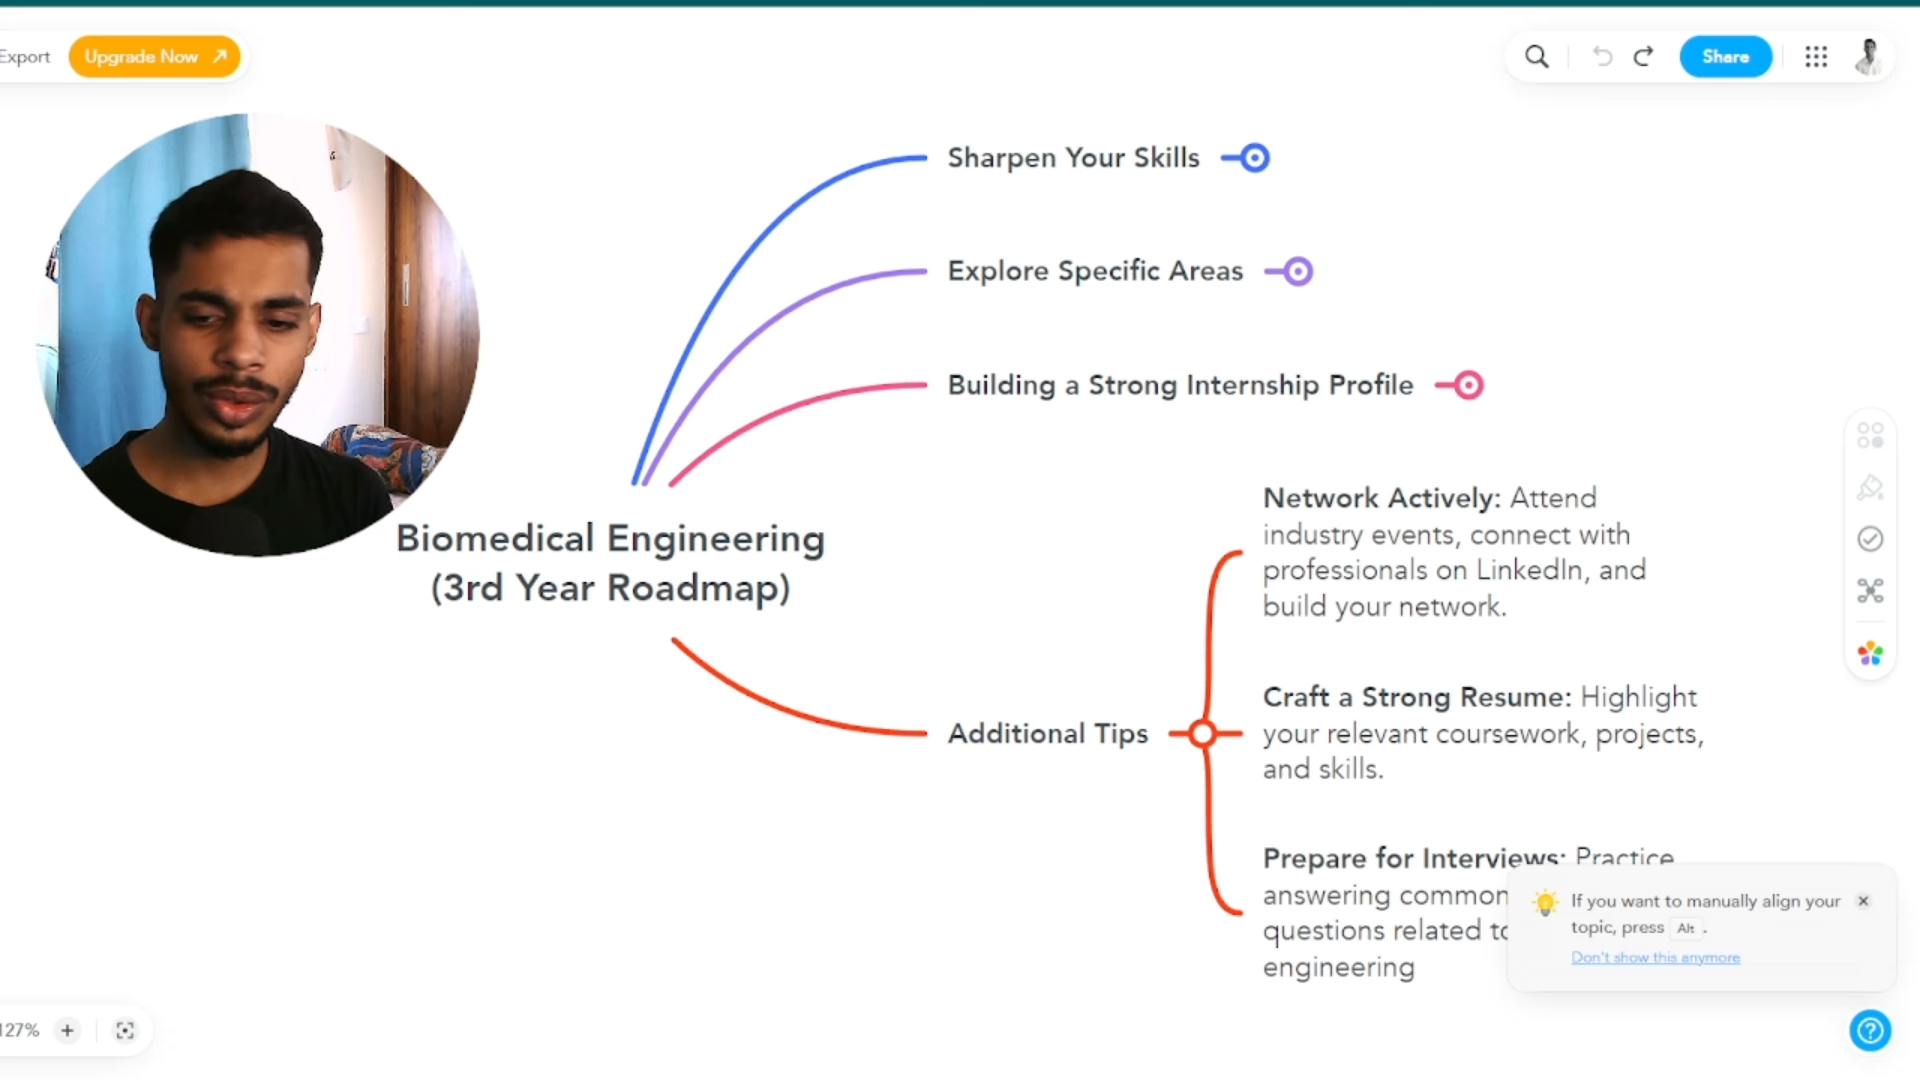 Export
Upgrade Now
Share
Sharpen Your Skills
Explore Specific Areas
Building a Strong Internship Profile
Biomedical Engineering
(3rd Year Roadmap)
Additional Tips
Network Actively: Attend
industry events, connect with
professionals on LinkedIn, and
build your network.
Craft a Strong Resume: Highlight
your relevant coursework, projects,
and skills.
Prepare for Interviews: Practice
answering common
questions related to
engineering
If you want to manually align your
topic, press Alt .
Don't show this anymore
127%